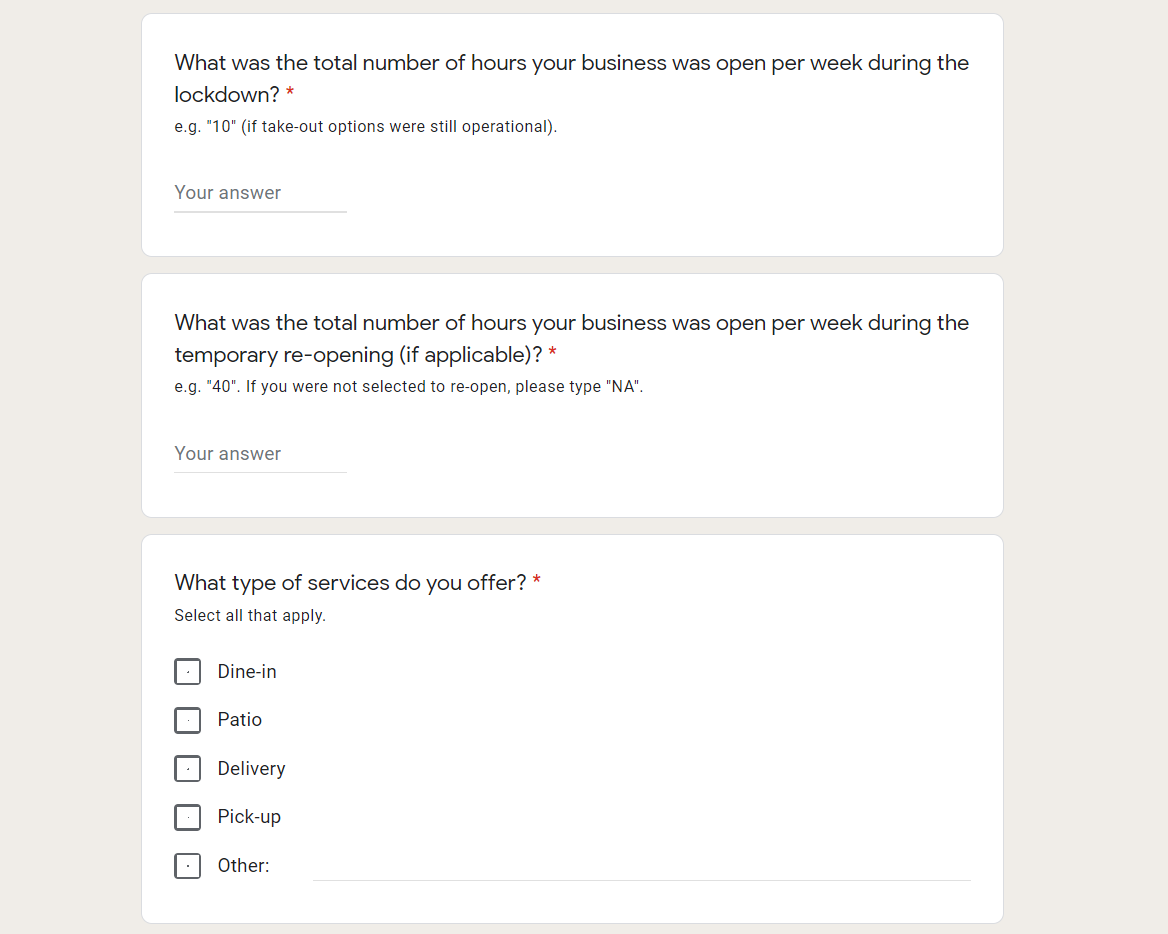 What was the total number of hours your business was open per week during the
lockdown? *
e.g. "10" (if take-out options were still operational).
Your answer
What was the total number of hours your business was open per week during the
temporary re-opening (if applicable)? *
e.g. "40". If you were not selected to re-open, please type "NA".
Your answer
What type of services do you offer? *
Select all that apply.
Dine-in
Patio
Delivery
Pick-up
Other: